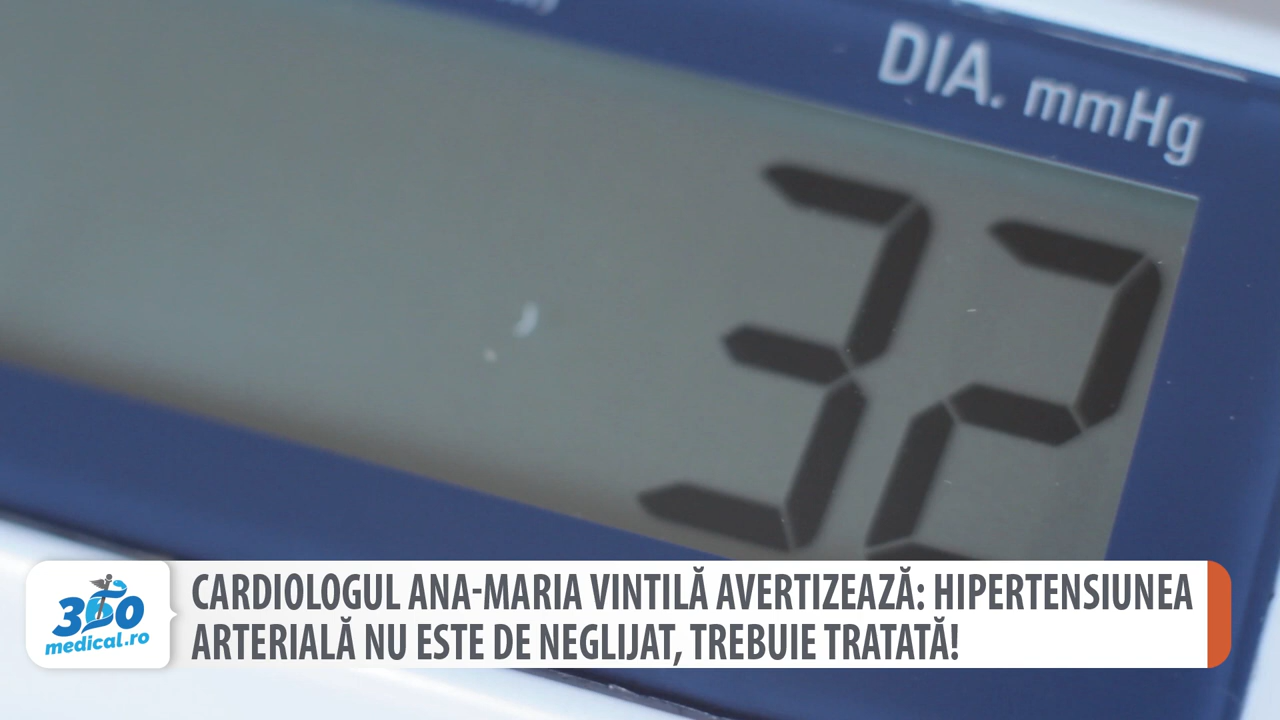 DIA. mmHg
32
360
medical.ro
CARDIOLOGUL ANA-MARIA VINTILĂ AVERTIZEAZĂ: HIPERTENSIUNEA
ARTERIALĂ NU ESTE DE NEGLIJAT, TREBUIE TRATATĂ!